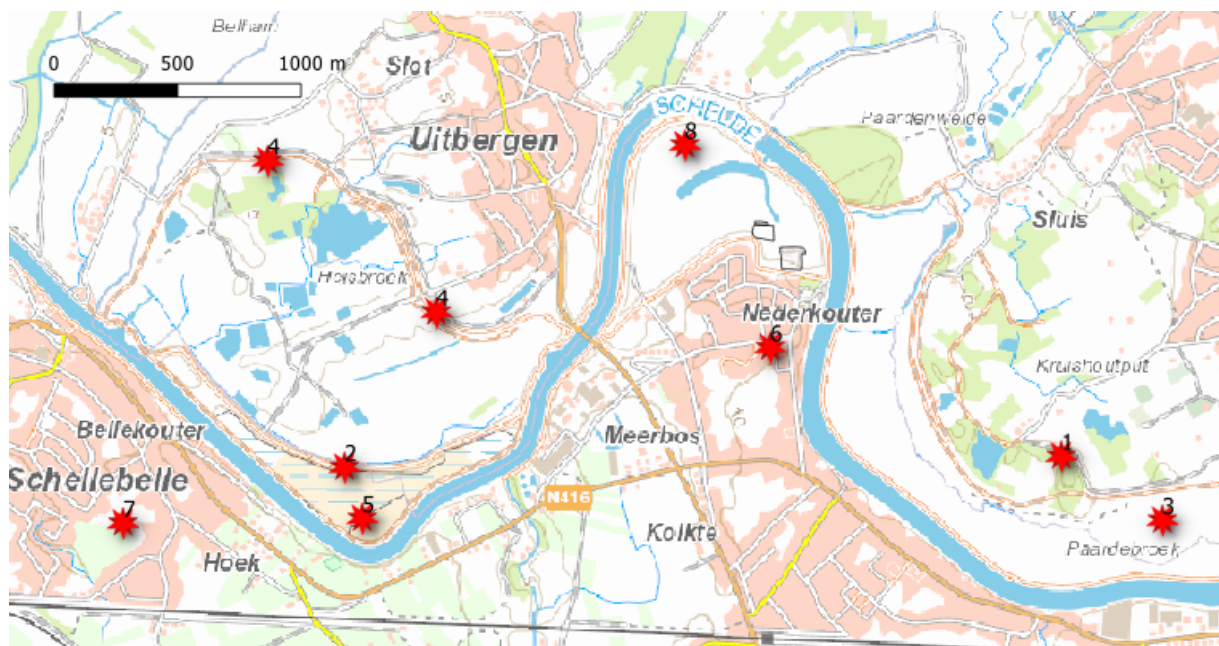 Belham
0 500 1000 m
Slot
SCHELDE
Paardenweide
4
8
Uitbergen
Sluis
Heisbroek
4
Nederkouter
6
Kruishoutput
Bellekouter
Meerbos
1
2
Schellebelle
N416
5
3
7
Kolkte
Paardebroek
Hoek